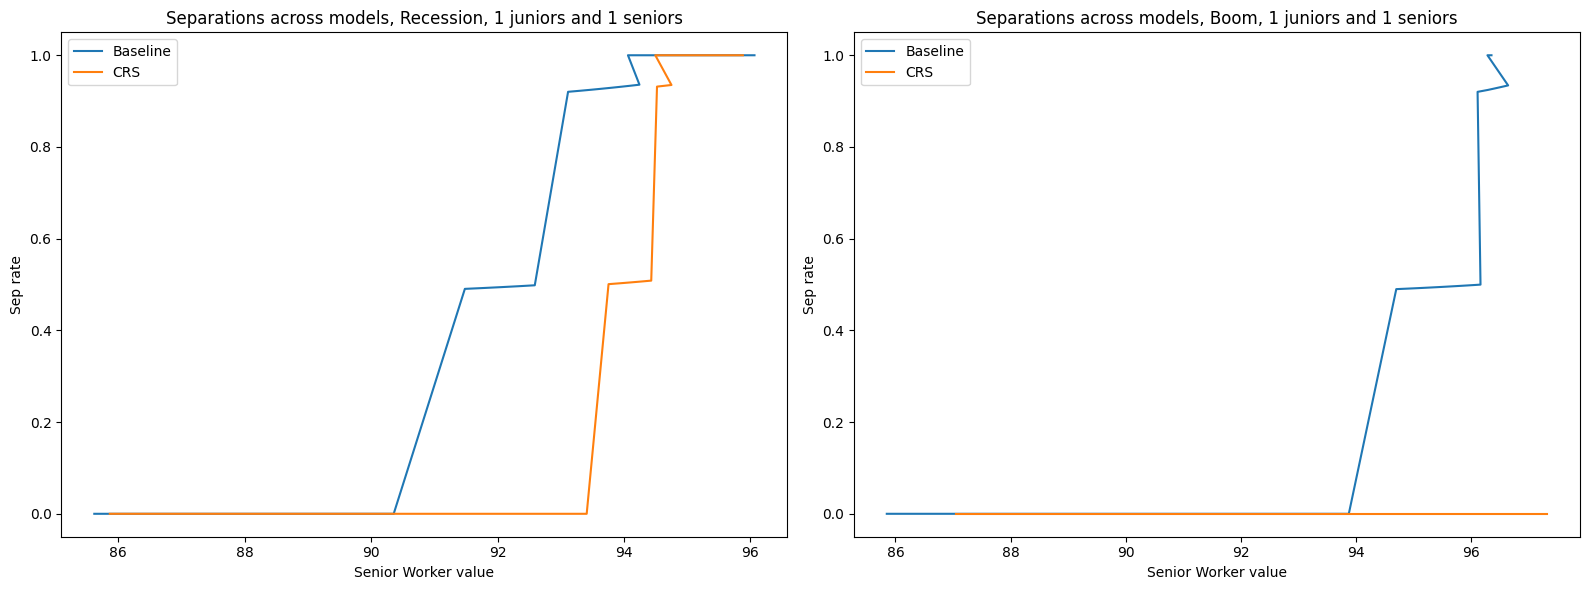 Separations across models, Recession, 1 juniors and 1 seniors
Baseline
CRS
1.0
0.8
0.6
0.4
0.2
0.0
Sep rate
86
88
90
92
94
96
Senior Worker value
Separations across models, Boom, 1 juniors and 1 seniors
Baseline
CRS
1.0
0.8
0.6
0.4
0.2
0.0
Sep rate
86
88
90
92
94
96
Senior Worker value